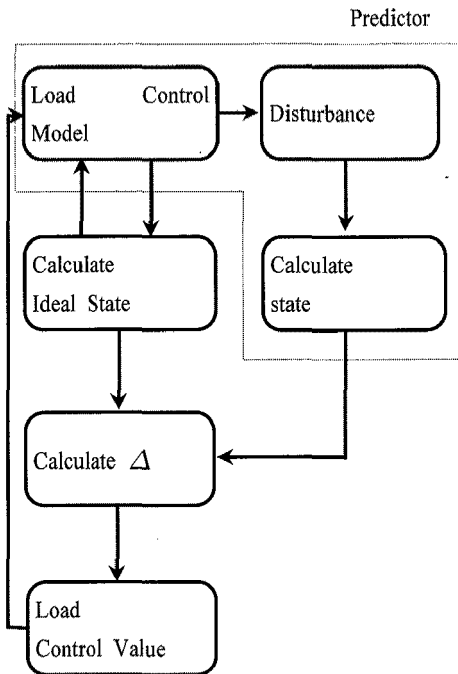 Predictor
Load Control
Model
Disturbance
Calculate
Ideal State
Calculate
state
Calculate Δ
Load
Control Value